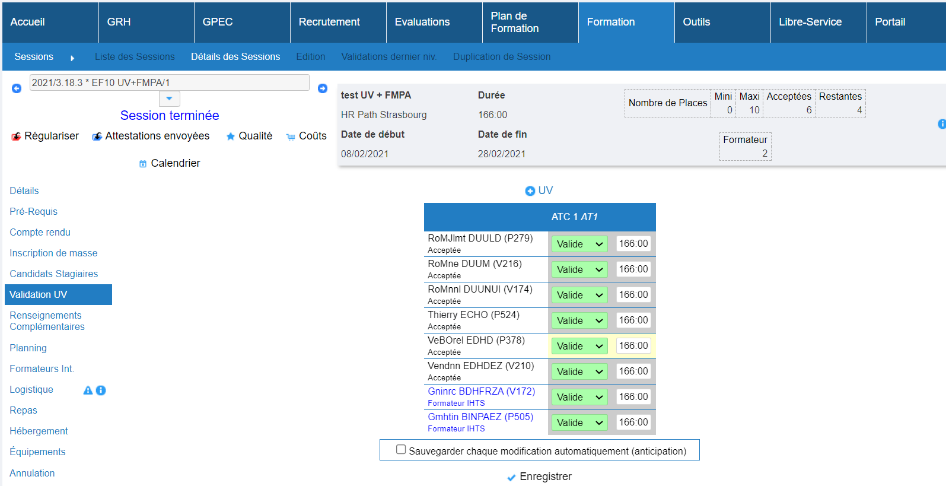 Accueil
GRH
GPEC
Recrutement
Evaluations
Plan de
Formation
Formation
Outils
Libre-Service
Portail
Sessions
Liste des Sessions
Détails des Sessions
Edition
Validations dernier niv.
Duplication de Session
2021/3.18.3 * EF10 UV+FMPA/1
Session terminée
Règulariser
Attestations envoyées
Qualité
Coûts
Calendrier
test UV + FMPA
Durée
HR Path Strasbourg
166:00
Date de début
Date de fin
08/02/2021
28/02/2021
Nombre de Places
Mini
Maxi
Acceptées
Restantes
0
10
6
4
Formateur
2
Détails
Pré-Requis
Compte rendu
Inscription de masse
Candidats Stagiaires
Validation UV
Renseignements
Complémentaires
Planning
Formateurs Int.
Logistique
Repas
Hébergement
Équipements
Annulation
UV
ATC 1 AT1
RoMJImt DUULD (P279)
Acceptée
Valide
166:00
RoMne DUUM (V216)
Acceptée
Valide
166:00
RoMnnI DUUNUI (V174)
Acceptée
Valide
166:00
Thierry ECHO (P524)
Acceptée
Valide
166:00
VeBOrel EDHD (P378)
Acceptée
Valide
166:00
Vendnn EDHDEZ (V210)
Acceptée
Valide
166:00
Gninrc BDHFRZA (V172)
Formateur IHTS
Valide
166:00
Gmhtin BINPAEZ (P505)
Formateur IHTS
Valide
166:00
Sauvegarder chaque modification automatiquement (anticipation)
Enregistrer